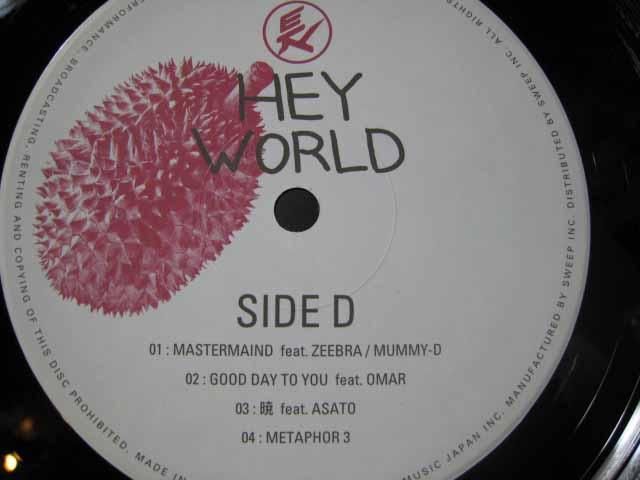 HEY
WORLD
SIDE D
01 : MASTERMAIND feat. ZEEBRA / MUMMY-D
02 : GOOD DAY TO YOU feat. OMAR
03 : 暁 feat. ASATO
04 : METAPHOR 3
PERFORMANCE, BROADCASTING, RENTING AND COPYING OF THIS DISC PROHIBITED. MADE IN
MUSIC JAPAN INC. MANUFACTURED BY SWEEP INC. DISTRIBUTED BY SWEEP INC. ALL RIGHTS